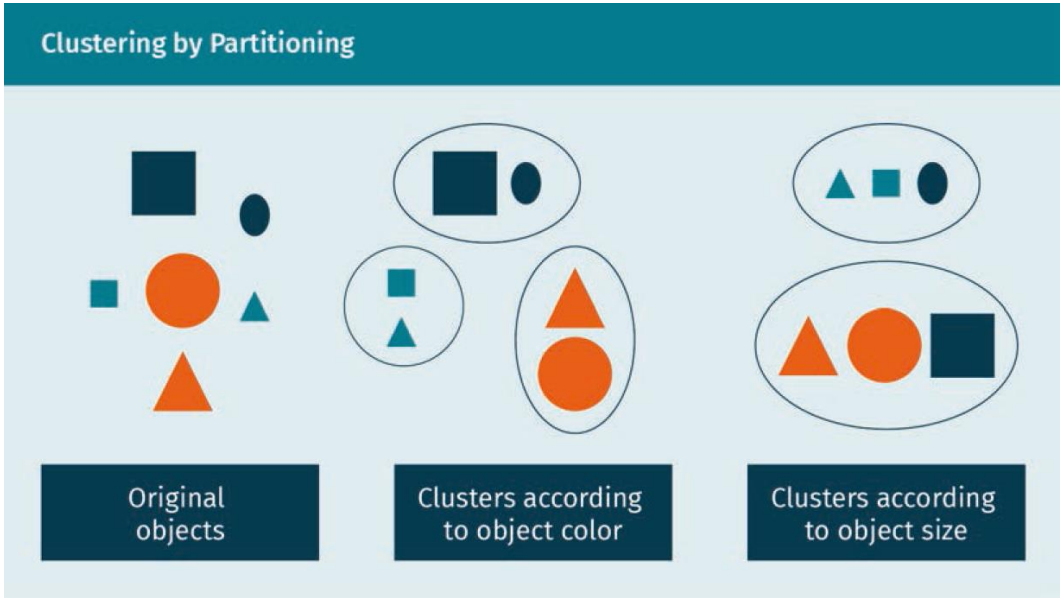 Clustering by Partitioning
Original
objects
Clusters according
to object color
Clusters according
to object size